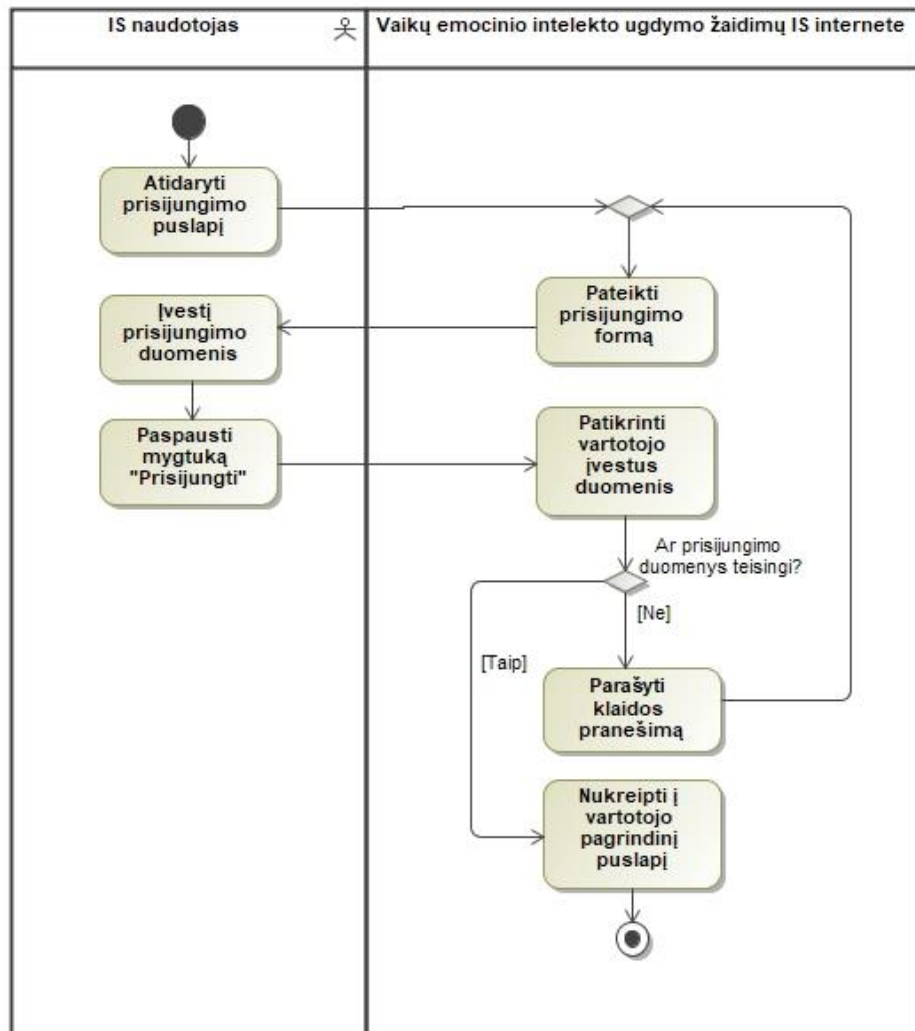 IS naudotojas
Vaikų emocinio intelekto ugdymo žaidimų IS internete
Atidaryti
prisijungimo
puslapį
Pateikti
prisijungimo
formą
Įvestį
prisijungimo
duomenis
Paspausti
mygtuką
"Prisijungti"
Patikrinti
vartotojo
įvestus
duomenis
Ar prisijungimo
duomenys teisingi?
[Ne]
[Taip]
Parašyti
klaidos
pranešimą
Nukreipti į
vartotojo
pagrindinį
puslapį